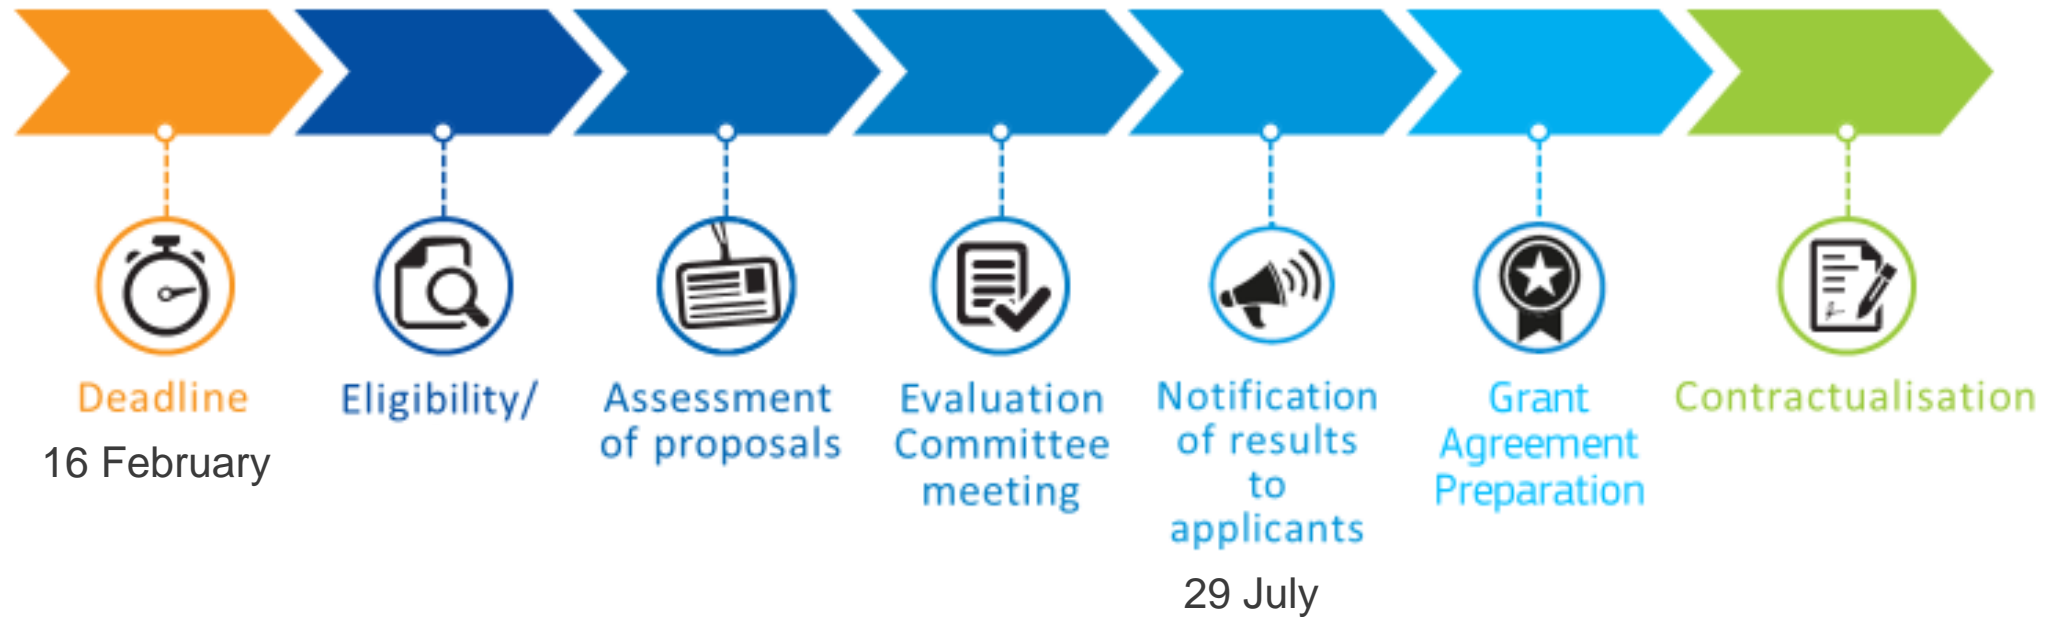 Deadline
16 February
Eligibility/
Assessment
of proposals
Evaluation
Committee
meeting
Notification
of results
to
applicants
29 July
Grant
Agreement
Preparation
Contractualisation